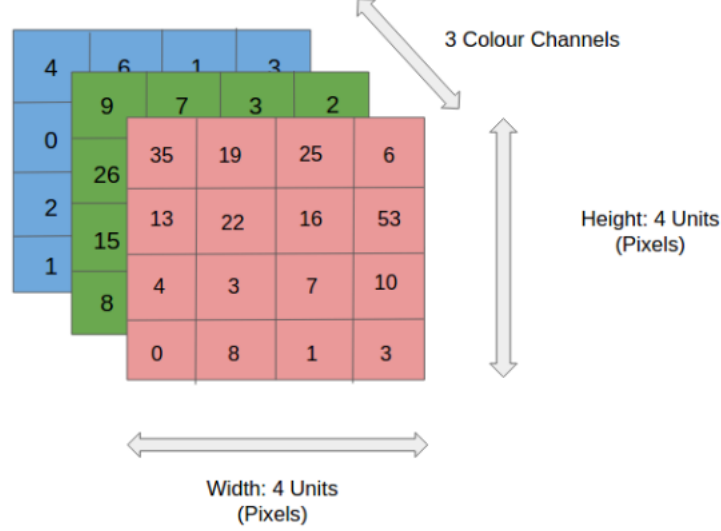 3 Colour Channels
4 6 1 3
9 7 3 2
35 19 25 6
0
26
13 22 16 53
Height: 4 Units
(Pixels)
2
15
4 3 7 10
1
8
0 8 1 3
Width: 4 Units
(Pixels)